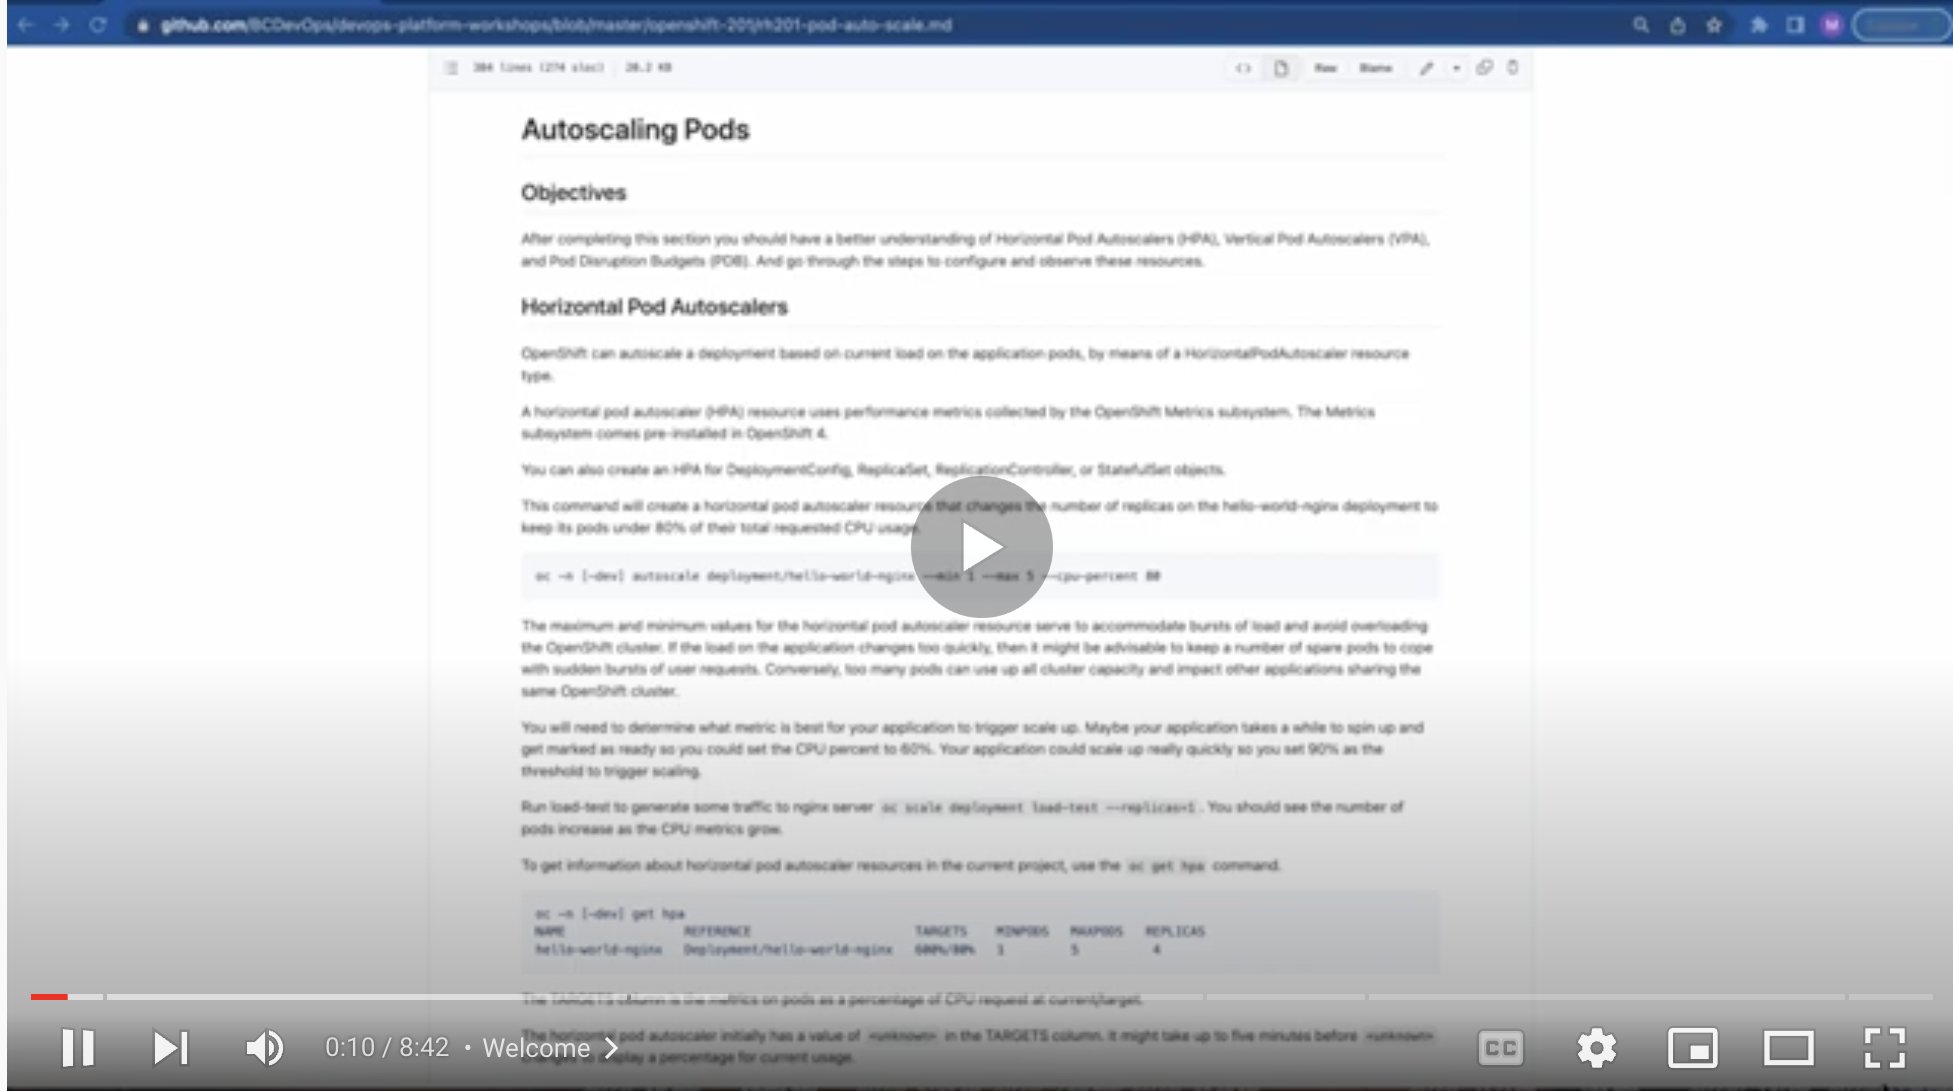 github.com/BCDevOps/devops-platform-workshops/blob/master/openshift-201/rh201-pod-auto-scale.md
384 lines (274 sloc) 20.2 KB
Raw Blame
Autoscaling Pods
Objectives
After completing this section you should have a better understanding of Horizontal Pod Autoscalers (HPA), Vertical Pod Autoscalers (VPA),
and Pod Disruption Budgets (PDB). And go through the steps to configure and observe these resources.
Horizontal Pod Autoscalers
OpenShift can autoscale a deployment based on current load on the application pods, by means of a HorizontalPodAutoscaler resource
type.
A horizontal pod autoscaler (HPA) resource uses performance metrics collected by the OpenShift Metrics subsystem. The Metrics
subsystem comes pre-installed in OpenShift 4.
You can also create an HPA for DeploymentConfig, ReplicaSet, ReplicationController, or StatefulSet objects.
This command will create a horizontal pod autoscaler resource that changes the number of replicas on the hello-world-nginx deployment to
keep its pods under 80% of their total requested CPU usage.
oc -n [-dev] autoscale deployment/hello-world-nginx --min 1 --max 5 --cpu-percent 80
The maximum and minimum values for the horizontal pod autoscaler resource serve to accommodate bursts of load and avoid overloading
the OpenShift cluster. If the load on the application changes too quickly, then it might be advisable to keep a number of spare pods to cope
with sudden bursts of user requests. Conversely, too many pods can use up all cluster capacity and impact other applications sharing the
same OpenShift cluster.
You will need to determine what metric is best for your application to trigger scale up. Maybe your application takes a while to spin up and
get marked as ready so you could set the CPU percent to 60%. Your application could scale up really quickly so you set 90% as the
threshold to trigger scaling.
Run load-test to generate some traffic to nginx server oc scale deployment load-test --replicas=1 . You should see the number of
pods increase as the CPU metrics grow.
To get information about horizontal pod autoscaler resources in the current project, use the oc get hpa command.
oc -n [-dev] get hpa
NAME REFERENCE TARGETS MINPODS MAXPODS REPLICAS
hello-world-nginx Deployment/hello-world-nginx 600%/80% 1 5 4
The TARGETS column is the metrics on pods as a percentage of CPU request at current/target.
The horizontal pod autoscaler initially has a value of <unknown> in the TARGETS column. It might take up to five minutes before <unknown>
changes to display a percentage for current usage.
0:10 / 8:42 • Welcome
CC